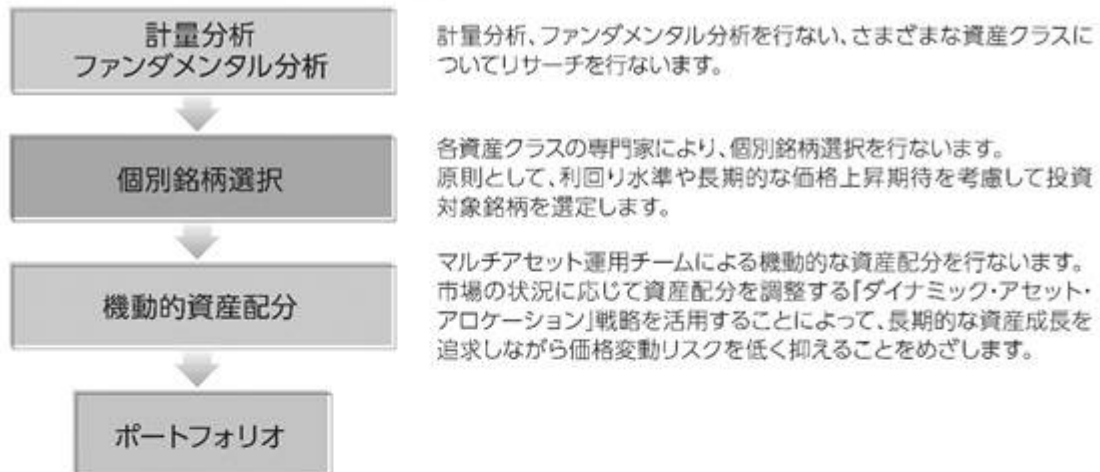 計量分析
ファンダメンタル分析
計量分析、ファンダメンタル分析を行ない、さまざまな資産クラスに
ついてリサーチを行ないます。
個別銘柄選択
各資産クラスの専門家により、個別銘柄選択を行ないます。
原則として、利回り水準や長期的な価格上昇期待を考慮して投資
対象銘柄を選定します。
機動的資産配分
マルチアセット運用チームによる機動的な資産配分を行ないます。
市場の状況に応じて資産配分を調整する「ダイナミック・アセット・
アロケーション」戦略を活用することによって、長期的な資産成長を
追求しながら価格変動リスクを低く抑えることをめざします。
ポートフォリオ